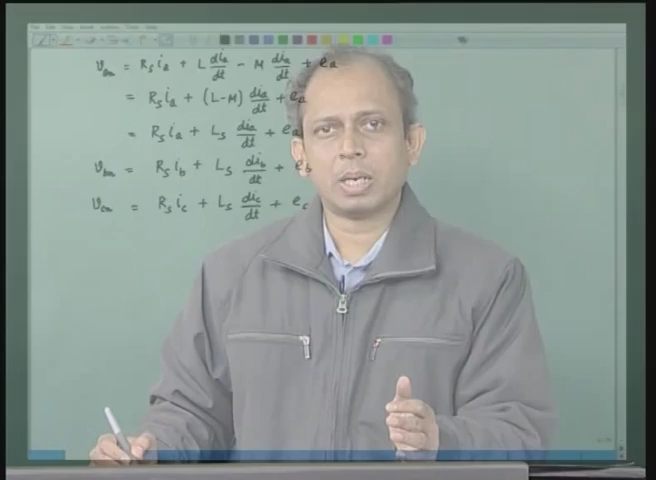 v_an = R_s i_a + L di_a/dt - M di_a/dt + e_a
= R_s i_a + (L-M) di_a/dt + e_a
= R_s i_a + L_s di_a/dt + e_a
v_bn = R_s i_b + L_s di_b/dt + e_b
v_cn = R_s i_c + L_s di_c/dt + e_c